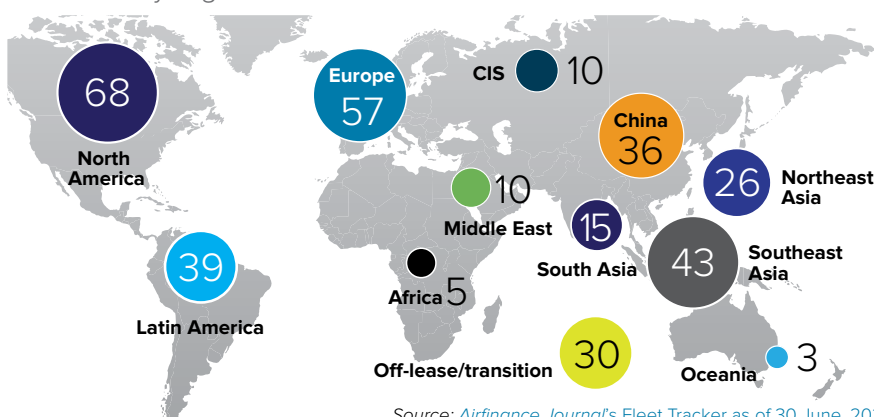 68
North
America
Europe
57
CIS
10
China
36
26
Northeast
Asia
10
Middle East
15
South Asia
43
Southeast
Asia
39
Latin America
Africa 5
30
Off-lease/transition
3
Oceania
Source: Airfinance Journal's Fleet Tracker as of 30 June,